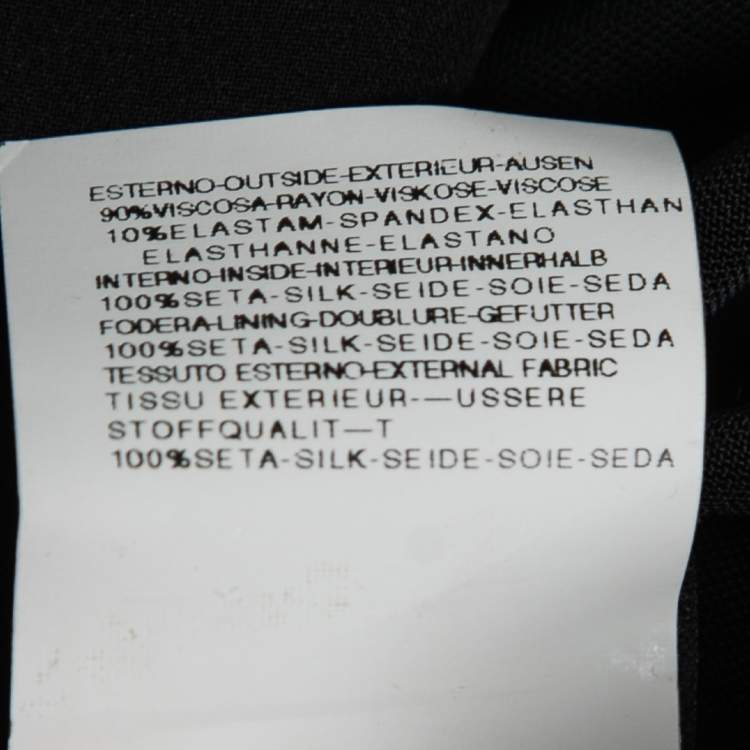 ESTERNO-OUTSIDE-EXTERIEUR-AUSEN
90%VISCOSA-RAYON-VISKOSE-VISCOSE
10%ELASTAM-SPANDEX-ELASTHAN
ELASTHANNE-ELASTANO
INTERNO-INSIDE-INTERIEUR-INNERHALB
100%SETA-SILK-SEIDE-SOIE-SEDA
FODERA-LINING-DOUBLURE-GEFUTTER
100%SETA-SILK-SEIDE-SOIE-SEDA
TESSUTO ESTERNO-EXTERNAL FABRIC
TISSU EXTERIEUR-—USSERE
STOFFQUALIT—T
100%SETA-SILK-SEIDE-SOIE-SEDA